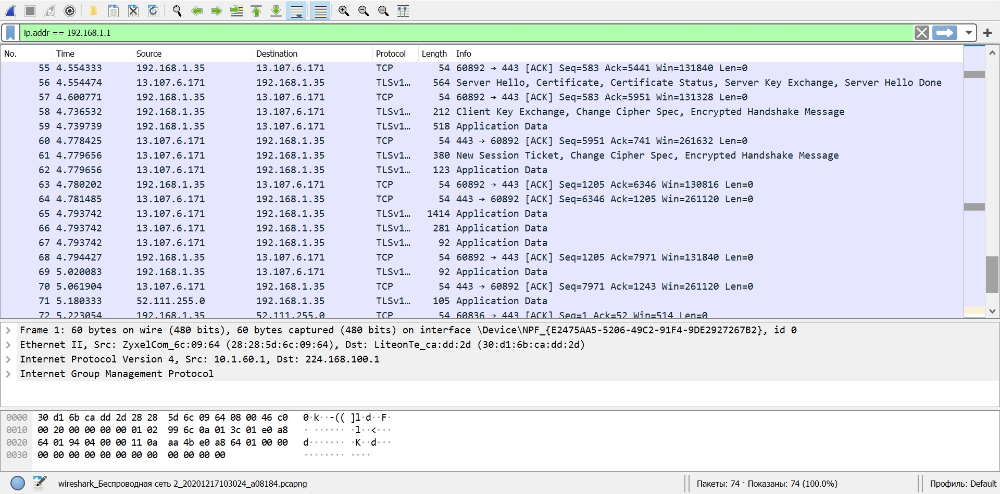 ip.addr == 192.168.1.1
No. Time Source Destination Protocol Length Info
55 4.554333 192.168.1.35 13.107.6.171 TCP 54 60892 → 443 [ACK] Seq=583 Ack=5441 Win=131840 Len=0
56 4.554474 13.107.6.171 192.168.1.35 TLSv1… 564 Server Hello, Certificate, Certificate Status, Server Key Exchange, Server Hello Done
57 4.600771 192.168.1.35 13.107.6.171 TCP 54 60892 → 443 [ACK] Seq=583 Ack=5951 Win=131328 Len=0
58 4.736532 192.168.1.35 13.107.6.171 TLSv1… 212 Client Key Exchange, Change Cipher Spec, Encrypted Handshake Message
59 4.739739 192.168.1.35 13.107.6.171 TLSv1… 518 Application Data
60 4.778425 13.107.6.171 192.168.1.35 TCP 54 443 → 60892 [ACK] Seq=5951 Ack=741 Win=261632 Len=0
61 4.779656 13.107.6.171 192.168.1.35 TLSv1… 380 New Session Ticket, Change Cipher Spec, Encrypted Handshake Message
62 4.779656 13.107.6.171 192.168.1.35 TLSv1… 123 Application Data
63 4.780202 192.168.1.35 13.107.6.171 TCP 54 60892 → 443 [ACK] Seq=1205 Ack=6346 Win=130816 Len=0
64 4.781485 13.107.6.171 192.168.1.35 TCP 54 443 → 60892 [ACK] Seq=6346 Ack=1205 Win=261120 Len=0
65 4.793742 13.107.6.171 192.168.1.35 TLSv1… 1414 Application Data
66 4.793742 13.107.6.171 192.168.1.35 TLSv1… 281 Application Data
67 4.793742 13.107.6.171 192.168.1.35 TLSv1… 92 Application Data
68 4.794427 192.168.1.35 13.107.6.171 TCP 54 60892 → 443 [ACK] Seq=1205 Ack=7971 Win=131840 Len=0
69 5.020083 192.168.1.35 13.107.6.171 TLSv1… 92 Application Data
70 5.061904 13.107.6.171 192.168.1.35 TCP 54 443 → 60892 [ACK] Seq=7971 Ack=1243 Win=261120 Len=0
71 5.180333 52.111.255.0 192.168.1.35 TLSv1… 105 Application Data
72 5.223054 192.168.1.35 52.111.255.0 TCP 54 60836 → 443 [ACK] Seq=1 Ack=52 Win=514 Len=0
Frame 1: 60 bytes on wire (480 bits), 60 bytes captured (480 bits) on interface \Device\NPF_{E2475AA5-5206-49C2-91F4-9DE2927267B2}, id 0
Ethernet II, Src: ZyxelCom_6c:09:64 (28:28:5d:6c:09:64), Dst: LiteonTe_ca:dd:2d (30:d1:6b:ca:dd:2d)
Internet Protocol Version 4, Src: 10.1.60.1, Dst: 224.168.100.1
Internet Group Management Protocol
0000 30 d1 6b ca dd 2d 28 28 5d 6c 09 64 08 00 46 c0 0·k··-(( ]l·d··F·
0010 00 20 00 00 00 00 01 02 99 6c 0a 01 3c 01 e0 a8 · ······ ·l··<···
0020 64 01 94 04 00 00 11 0a aa 4b e0 a8 64 01 00 00 d······· ·K··d···
0030 00 00 00 00 00 00 00 00 00 00 00 00 ········ ····
wireshark_Беспроводная сеть 2_20201217103024_a08184.pcapng Пакеты: 74 · Показаны: 74 (100.0%) Профиль: Default